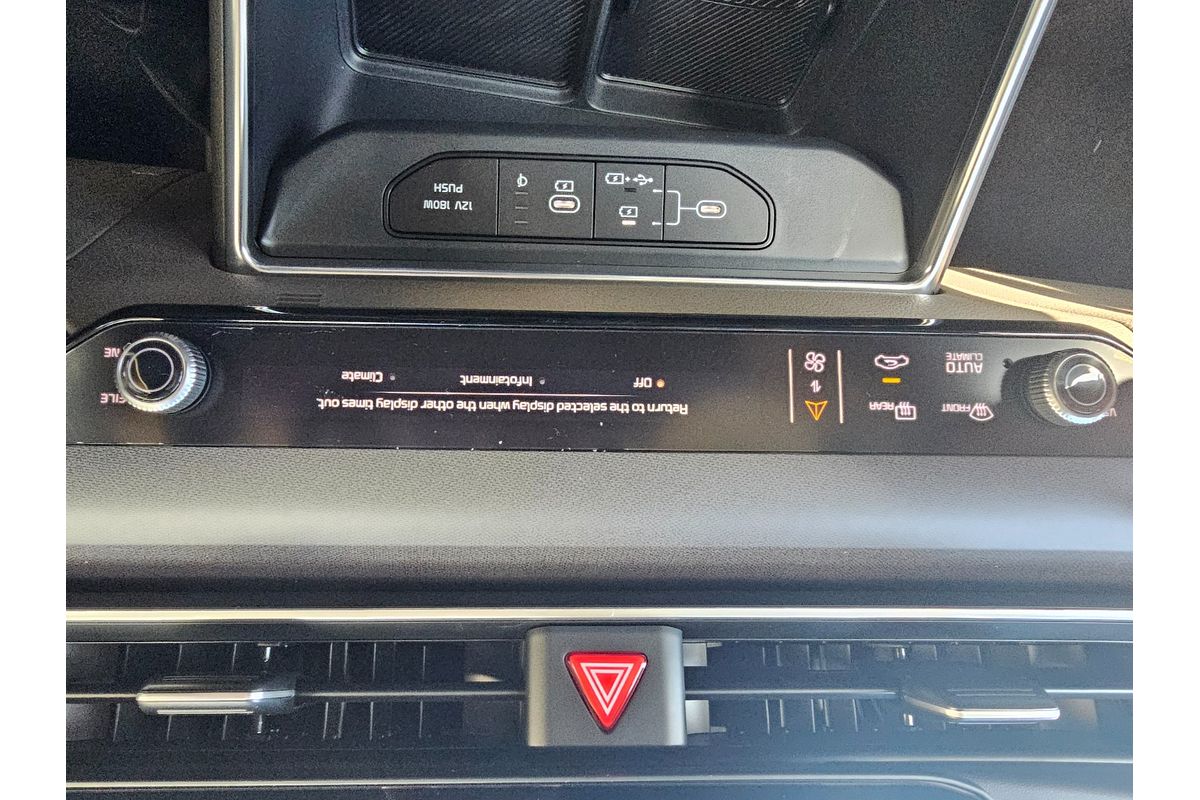 Return to the selected display when the other display times out.
Off
Infotainment
Climate
FRONT
REAR
AUTO
CLIMATE
FILE
12V 180W
PUSH